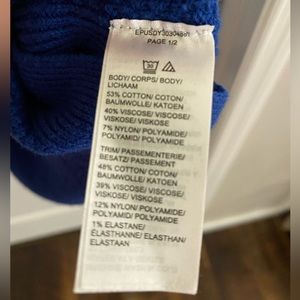 PAGE 1/2
30
BODY/ CORPS/ BODY/
LICHAAM
53% COTTON/ COTON/
BAUMWOLLE/ KATOEN
40% VISCOSE/ VISCOSE/
VISKOSE/ VISKOSE
7% NYLON/ POLYAMIDE/
POLYAMID/ POLYAMIDE
TRIM/ PASSEMENTERIE/
BESATZ/ PASSEMENT
48% COTTON/ COTON/
BAUMWOLLE/ KATOEN
39% VISCOSE/ VISCOSE/
VISKOSE/ VISKOSE
12% NYLON/ POLYAMIDE/
POLYAMID/ POLYAMIDE
1% ELASTANE/
ELASTHANNE/ ELASTHAN/
ELASTAAN